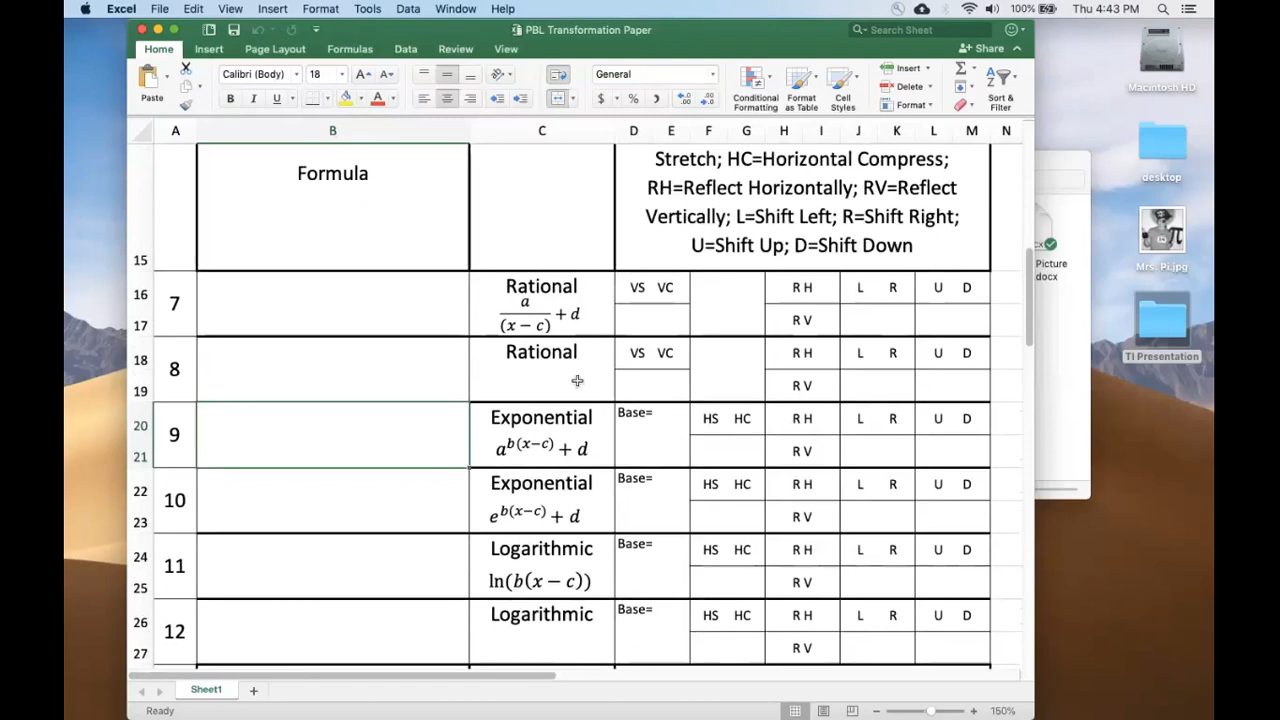 Excel File Edit View Insert Format Tools Data Window Help 100% Thu 4:43 PM
PBL Transformation Paper
Search Sheet
Home Insert Page Layout Formulas Data Review View Share
Paste Calibri (Body) 18 General Conditional Formatting Format as Table Cell Styles Insert Delete Format Sort & Filter
A B C D E F G H I J K L M N
Formula
Stretch; HC=Horizontal Compress;
RH=Reflect Horizontally; RV=Reflect
Vertically; L=Shift Left; R=Shift Right;
U=Shift Up; D=Shift Down
15
16 7 Rational VS VC R H L R U D
17 a/(x − c) + d R V
18 8 Rational VS VC R H L R U D
19 R V
20 9 Exponential Base= HS HC R H L R U D
21 a^{b(x−c)} + d R V
22 10 Exponential Base= HS HC R H L R U D
23 e^{b(x−c)} + d R V
24 11 Logarithmic Base= HS HC R H L R U D
25 ln(b(x − c)) R V
26 12 Logarithmic Base= HS HC R H L R U D
27 R V
Sheet1
Ready 150%
Macintosh HD
desktop
Mrs. Pi.jpg
TI Presentation
Picture
docx